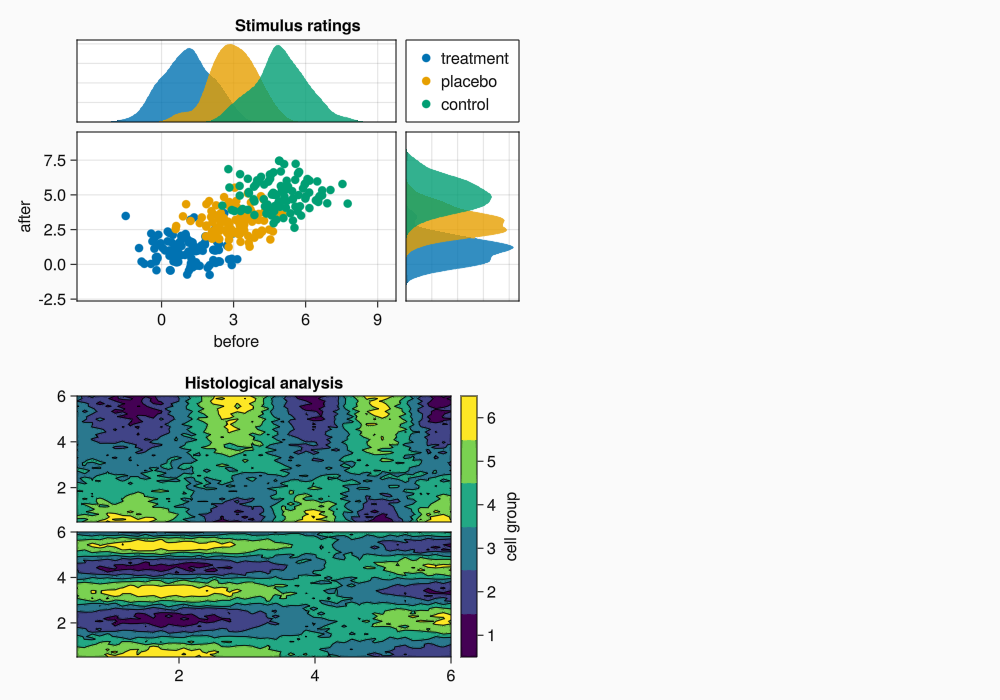 Stimulus ratings
treatment
placebo
control
7.5
5.0
2.5
0.0
-2.5
after
0 3 6 9
before
Histological analysis
6
4
2
6
4
2
2 4 6
6
5
4
3
2
1
cell group